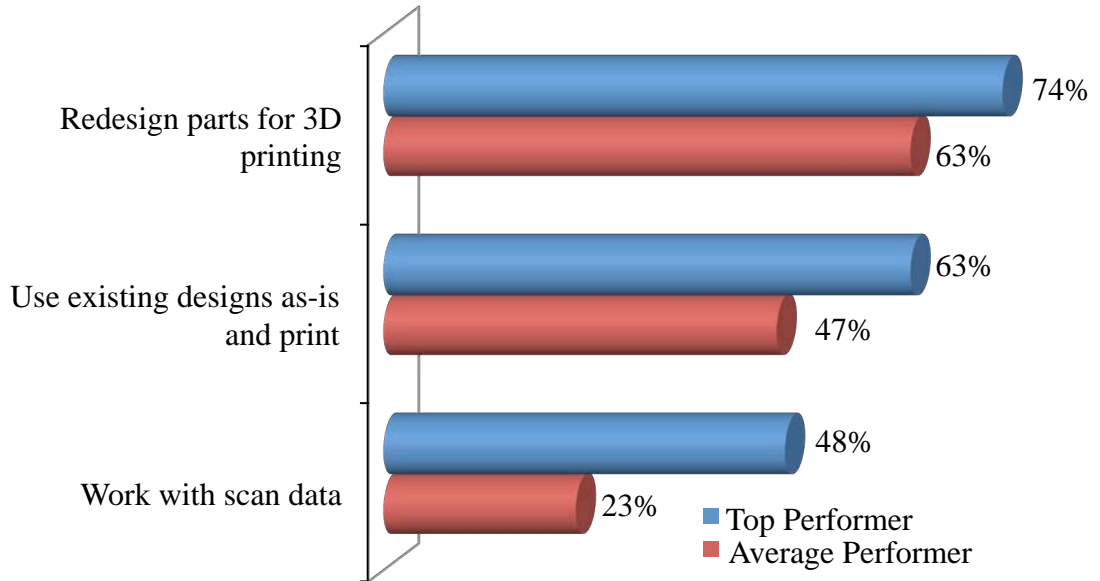 Redesign parts for 3D
printing
74%
63%
Use existing designs as-is
and print
63%
47%
Work with scan data
48%
23%
Top Performer
Average Performer